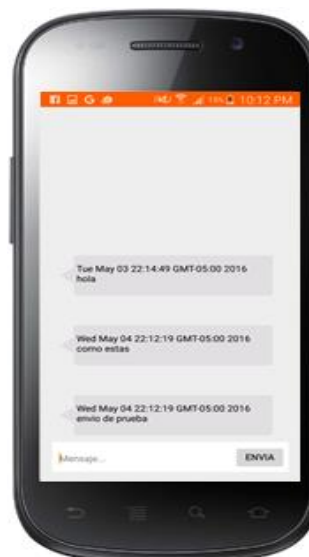 10:12 PM
Tue May 03 22:14:49 GMT-05:00 2016
hola
Wed May 04 22:12:19 GMT-05:00 2016
como estas
Wed May 04 22:12:19 GMT-05:00 2016
envio de prueba
Mensaje... ENVIA